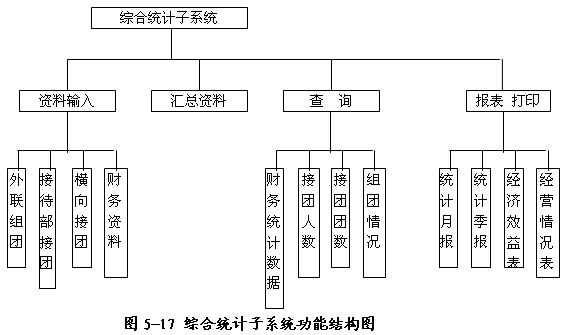 综合统计子系统
资料输入
汇总资料
查 询
报表 打印
外联组团
接待部接团
横向接团
财务资料
财务统计数据
接团人数
接团团数
组团情况
统计月报
统计季报
经济效益表
经营情况表
图 5-17 综合统计子系统功能结构图